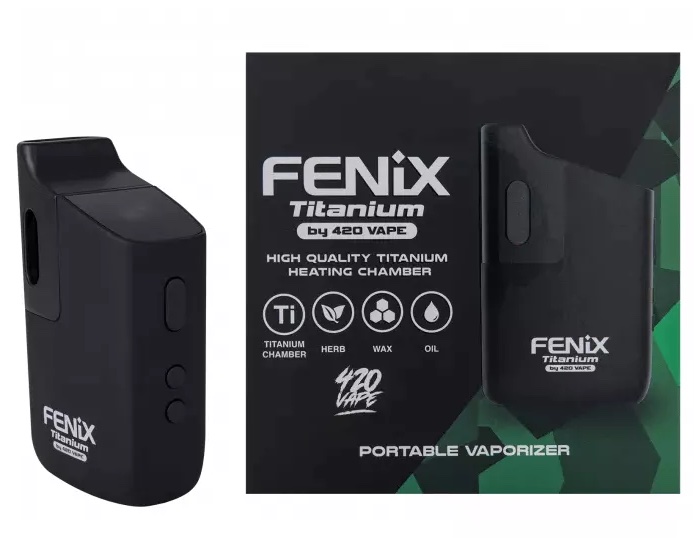 FENiX
Titanium
by 420 VAPE
HIGH QUALITY TITANIUM
HEATING CHAMBER
Ti
TITANIUM
CHAMBER
HERB
WAX
OIL
420
VAPE
PORTABLE VAPORIZER
FENiX
Titanium
by 420 VAPE
FENiX
Titanium
by 420 VAPE